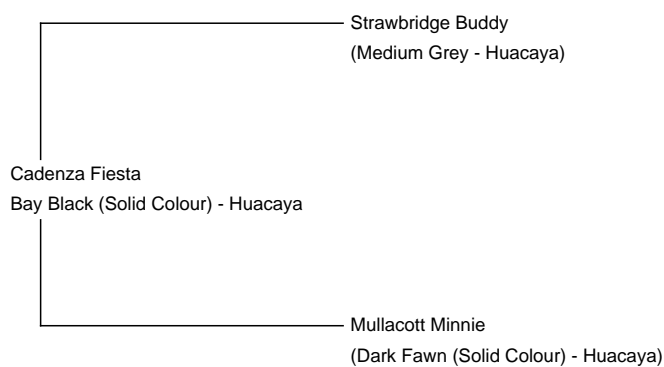 Strawbridge Buddy
(Medium Grey - Huacaya)
Cadenza Fiesta
Bay Black (Solid Colour) - Huacaya
Mullacott Minnie
(Dark Fawn (Solid Colour) - Huacaya)